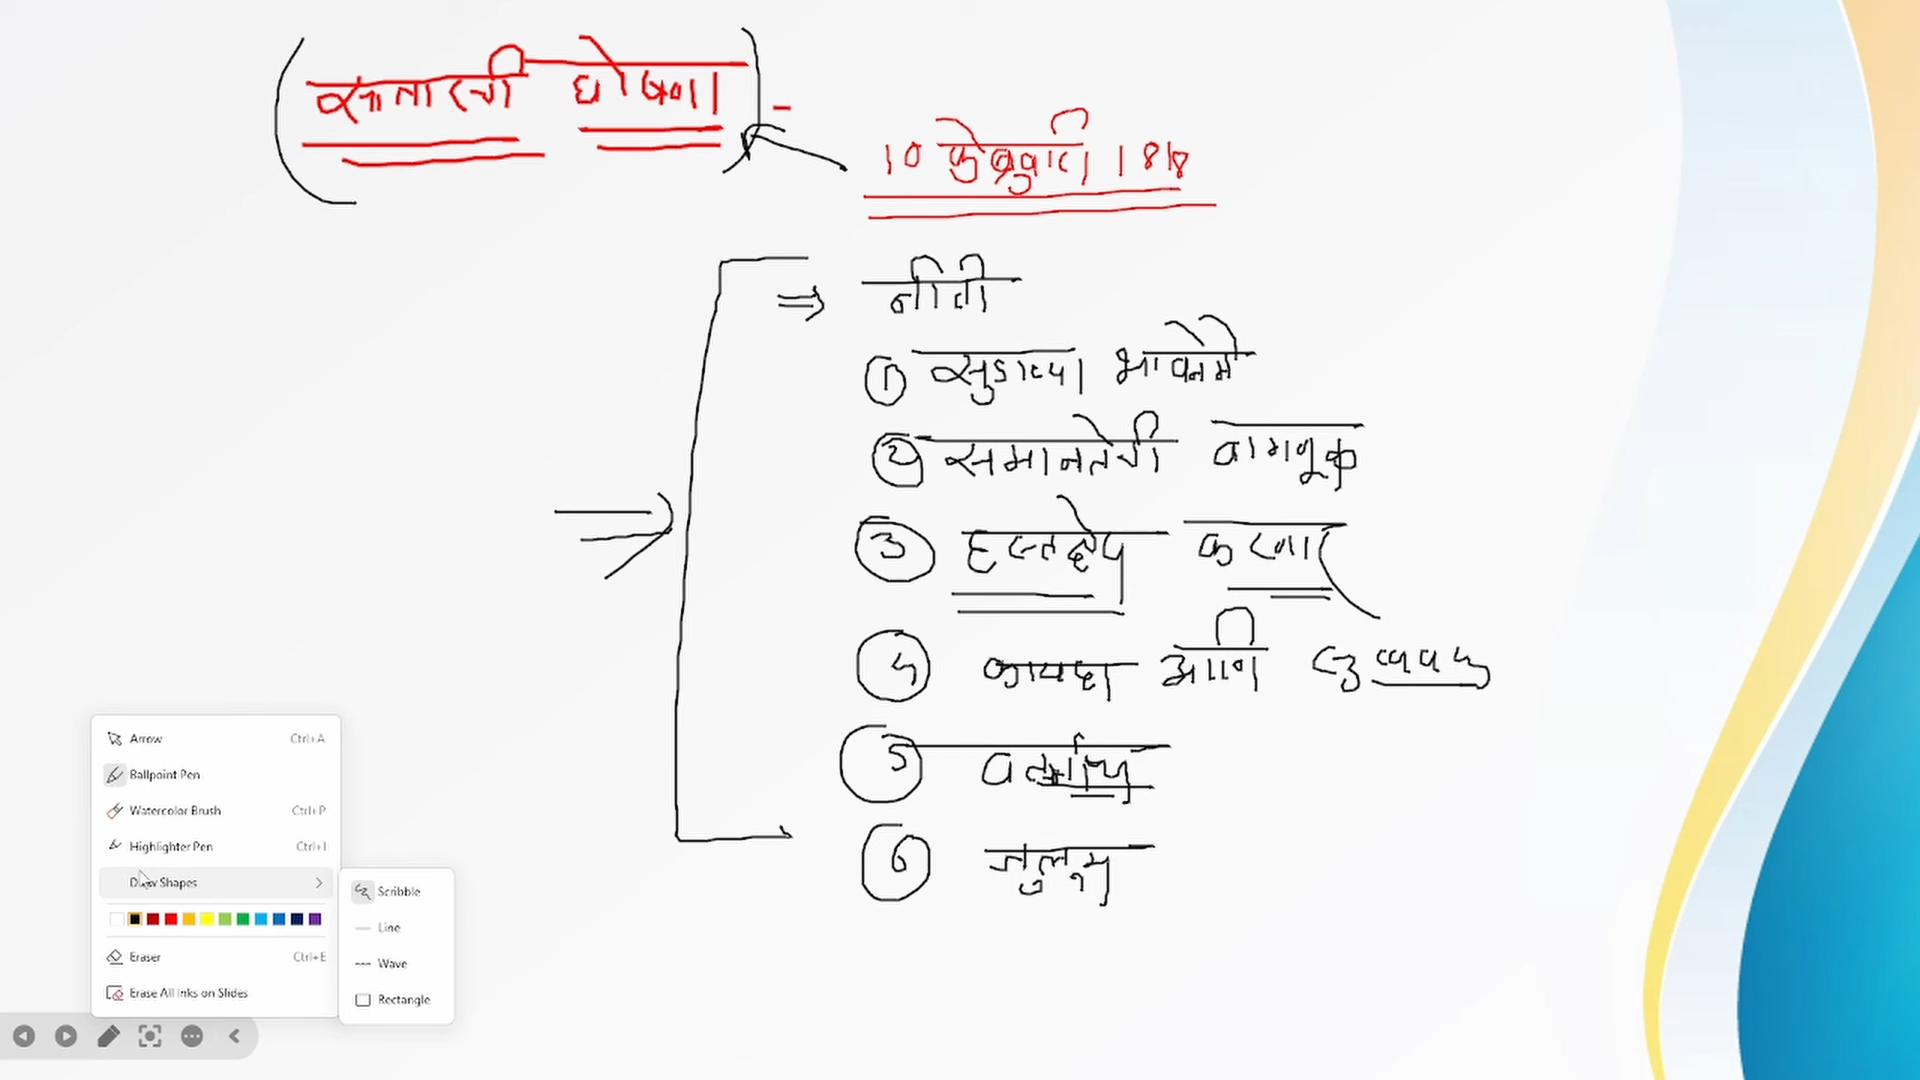 सातारची घोषणा -
10 फेब्रुवारी 1818
⇒ नीती
① सुडाच्या भावनेने
② समानतेची वागणूक
③ हस्तक्षेप करणार
4 कायदा आणि सुव्यवस्था
5
6 जुलूम
Arrow Ctrl+A
Ballpoint Pen
Watercolor Brush Ctrl+P
Highlighter Pen Ctrl+I
Draw Shapes
Scribble
Line
Eraser Ctrl+E
Wave
Erase All Inks on Slides
Rectangle